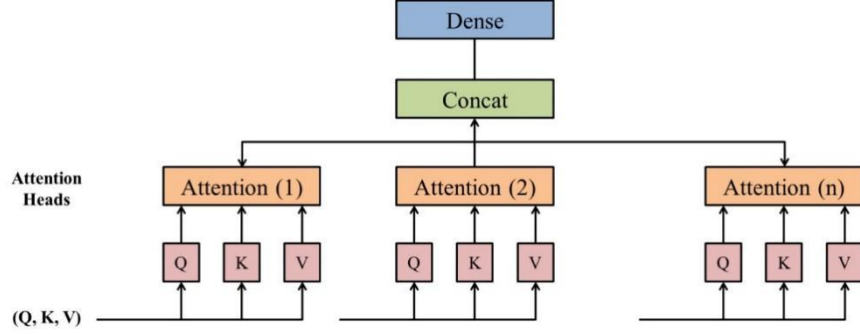 Dense
Concat
Attention
Heads
Attention (1)
Attention (2)
Attention (n)
Q K V
Q K V
Q K V
(Q, K, V)